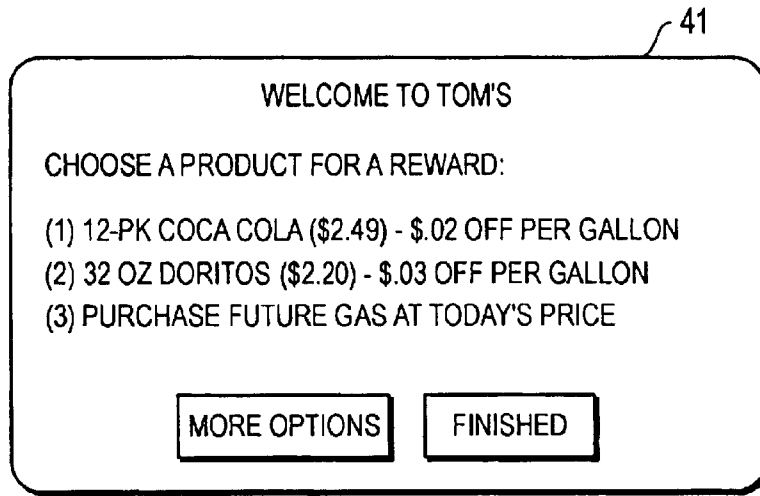 41
WELCOME TO TOM'S
CHOOSE A PRODUCT FOR A REWARD:
(1) 12-PK COCA COLA ($2.49) - $.02 OFF PER GALLON
(2) 32 OZ DORITOS ($2.20) - $.03 OFF PER GALLON
(3) PURCHASE FUTURE GAS AT TODAY'S PRICE
MORE OPTIONS FINISHED